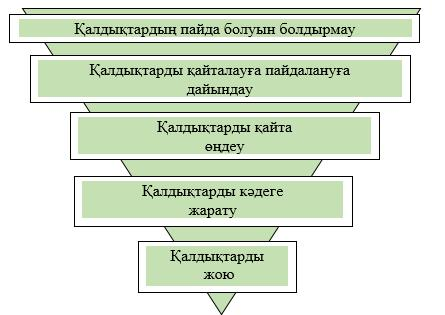 Қалдықтардың пайда болуын болдырмау
Қалдықтарды қайталауға пайдалануға
дайындау
Қалдықтарды қайта
өңдеу
Қалдықтарды кәдеге
жарату
Қалдықтарды
жою